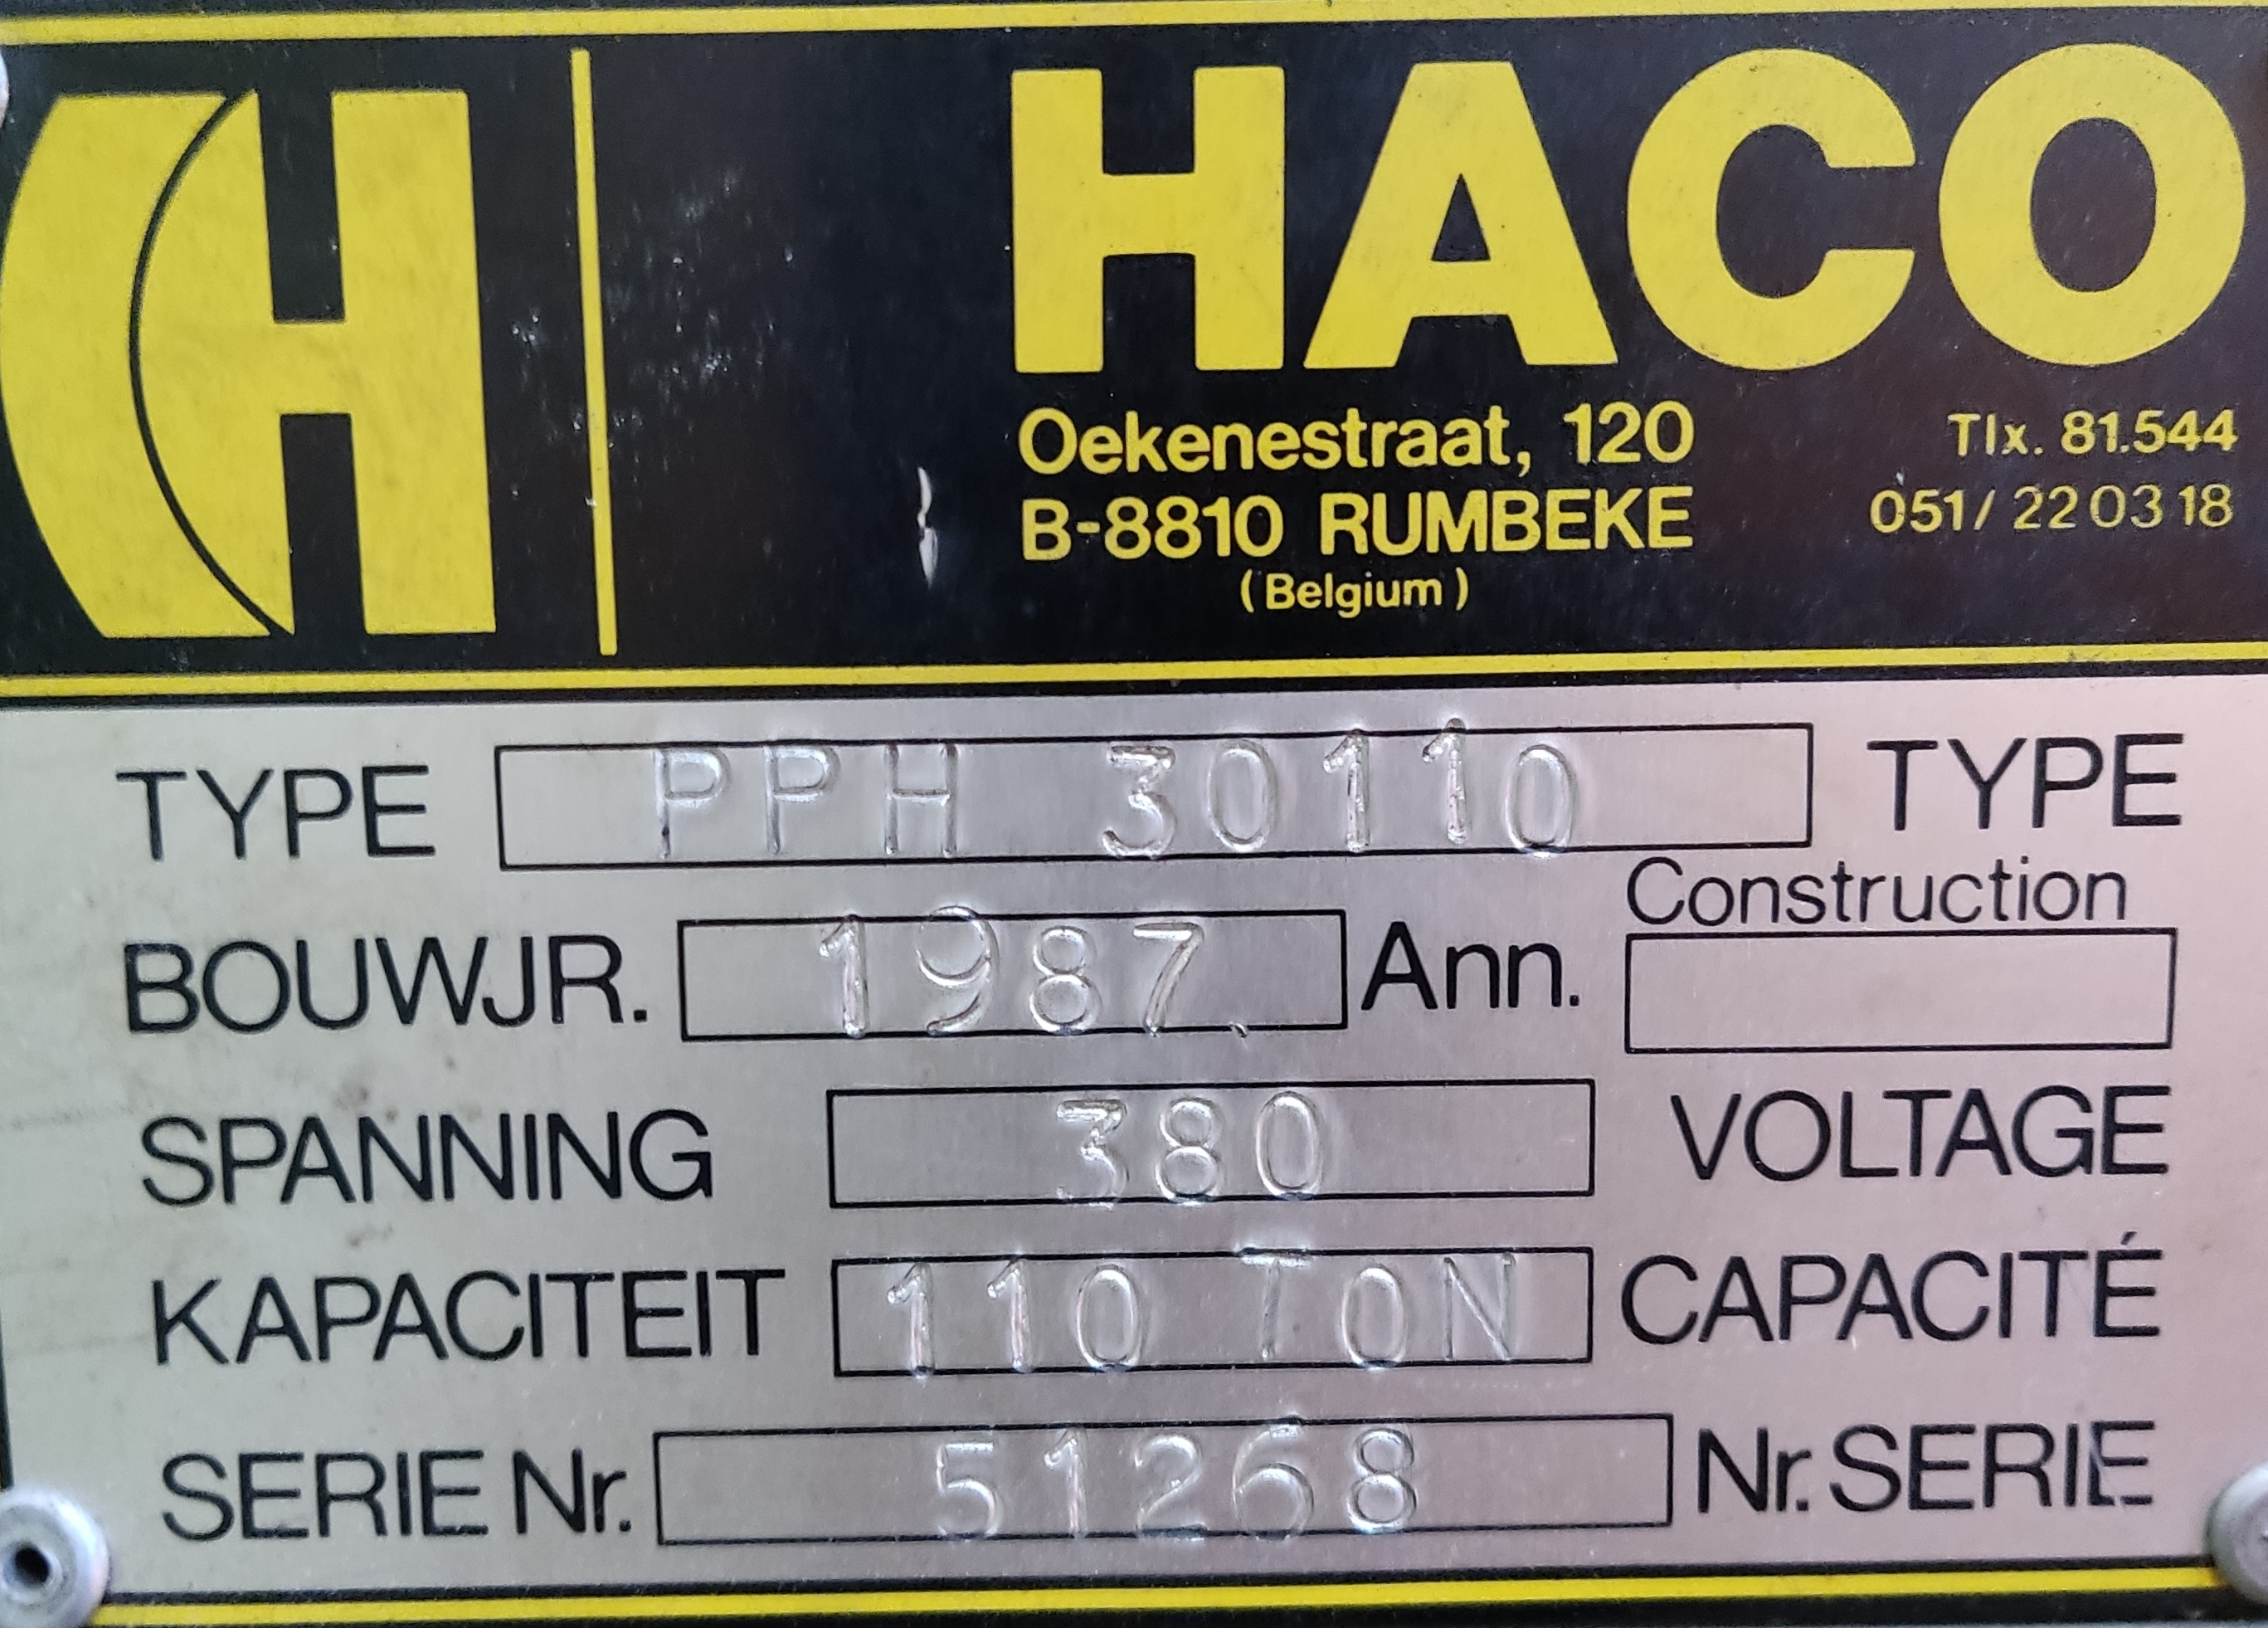 HACO
Oekenestraat, 120 Tlx. 81.544
B-8810 RUMBEKE 051/ 22 03 18
(Belgium)
TYPE PPH 30110 TYPE
BOUWJR. 1987. Ann. Construction
SPANNING 380 VOLTAGE
KAPACITEIT 110 TON CAPACITÉ
SERIE Nr. 51268 Nr. SERIE